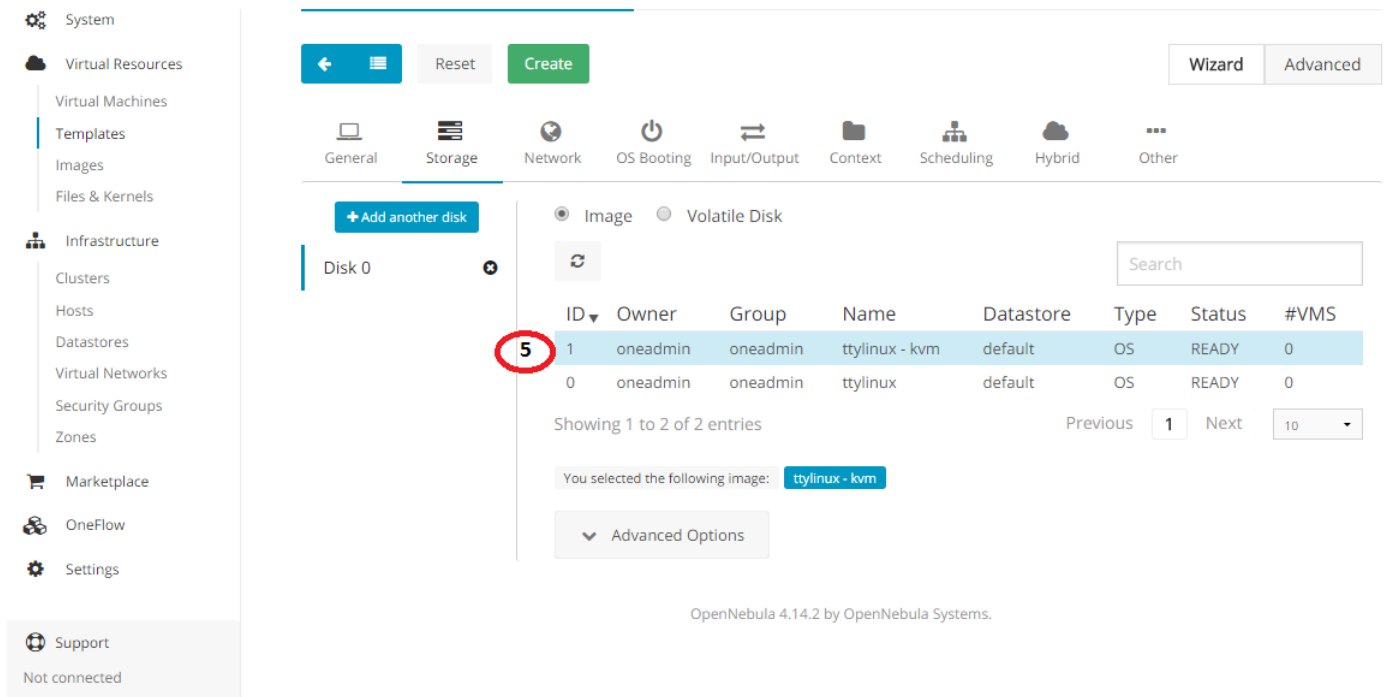 System
Virtual Resources
Virtual Machines
Templates
Images
Files & Kernels
Infrastructure
Clusters
Hosts
Datastores
Virtual Networks
Security Groups
Zones
Marketplace
OneFlow
Settings
Support
Not connected
Reset Create Wizard Advanced
General Storage Network OS Booting Input/Output Context Scheduling Hybrid Other
+ Add another disk
Disk 0
Image Volatile Disk
Search
ID Owner Group Name Datastore Type Status #VMS
5 1 oneadmin oneadmin ttylinux - kvm default OS READY 0
0 oneadmin oneadmin ttylinux default OS READY 0
Showing 1 to 2 of 2 entries Previous 1 Next 10
You selected the following image: ttylinux - kvm
Advanced Options
OpenNebula 4.14.2 by OpenNebula Systems.